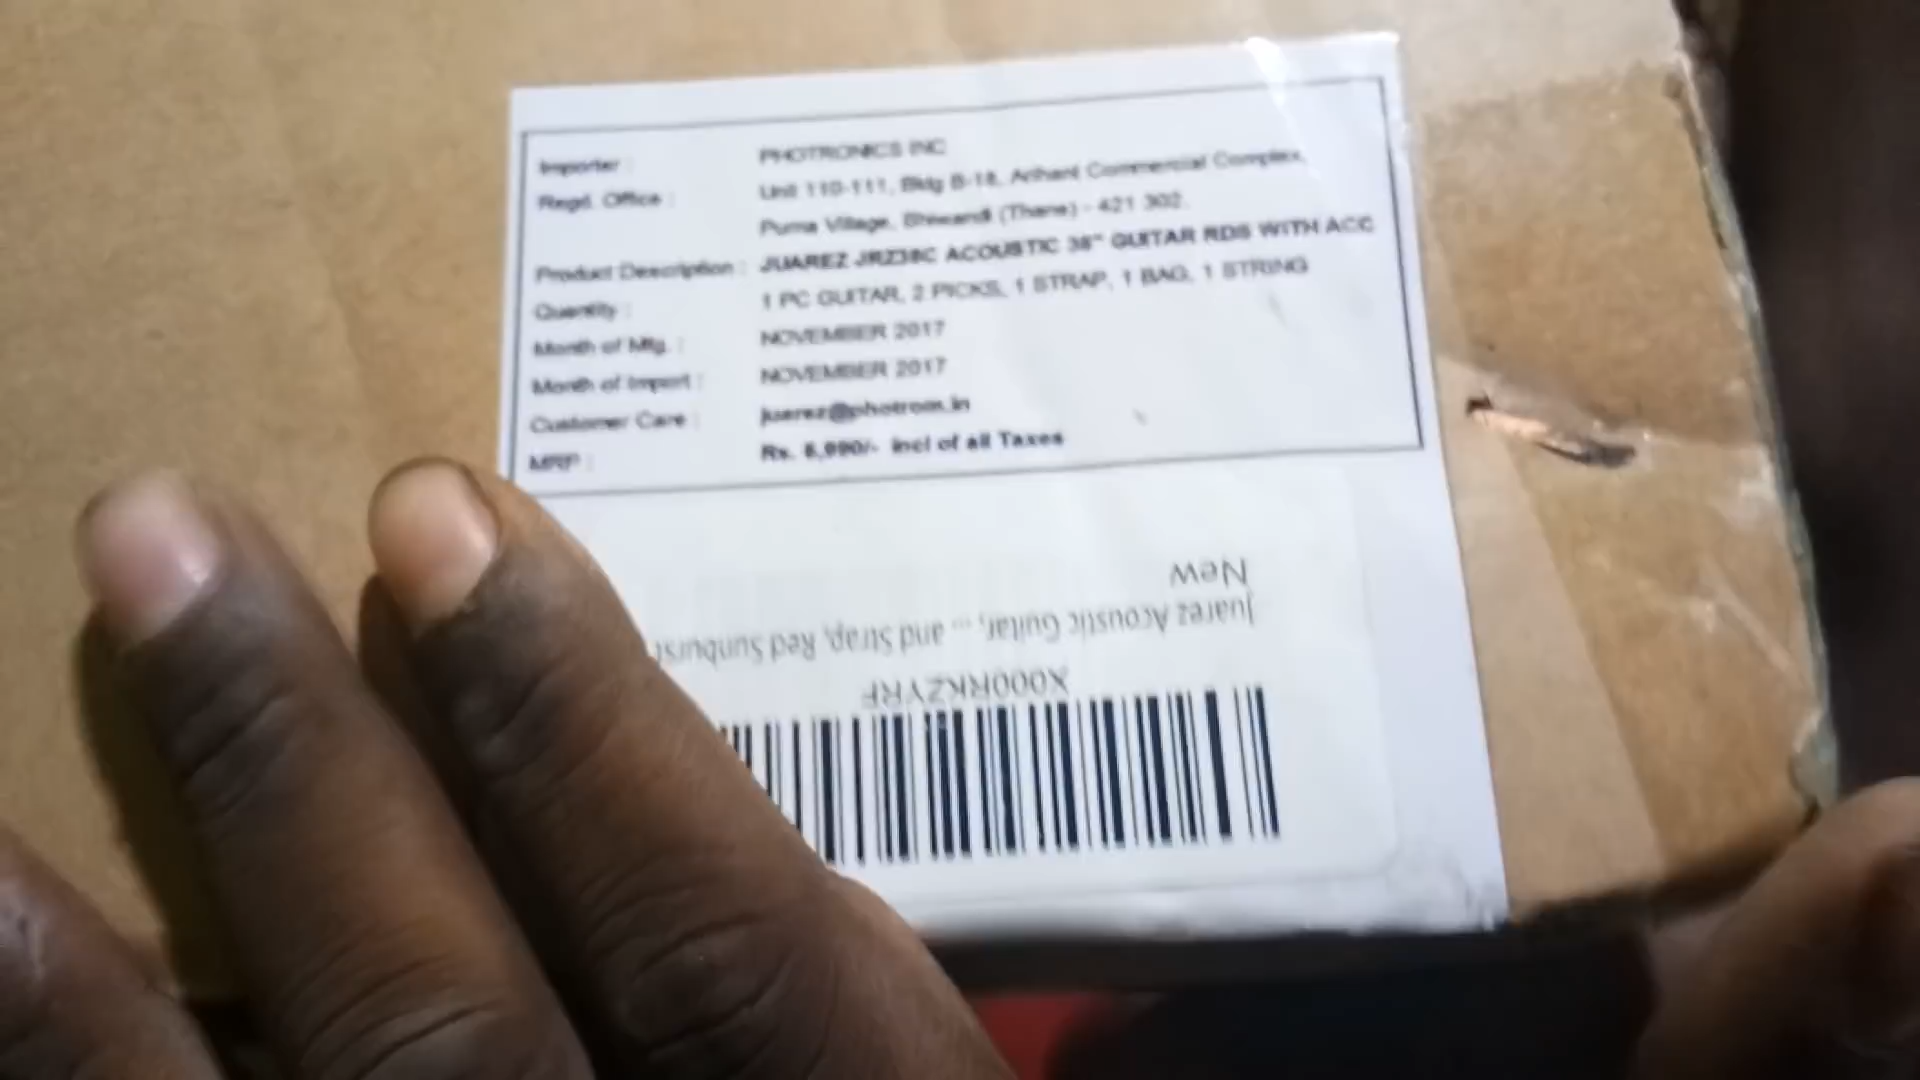 Importer : PHOTRONICS INC
Regd. Office : Unit 110-111, Bldg B-18, Arihant Commercial Complex,
Purna Village, Bhiwandi (Thane) - 421 302.
Product Description : JUAREZ JRZ38C ACOUSTIC 38" GUITAR RDS WITH ACC
Quantity : 1 PC GUITAR, 2 PICKS, 1 STRAP, 1 BAG, 1 STRING
Month of Mfg. : NOVEMBER 2017
Month of Import : NOVEMBER 2017
Customer Care : juarez@photron.in
MRP : Rs. incl of all Taxes
X000RKZYRF
Juarez Acoustic Guitar, ... and Strap, Red Sunburst
New